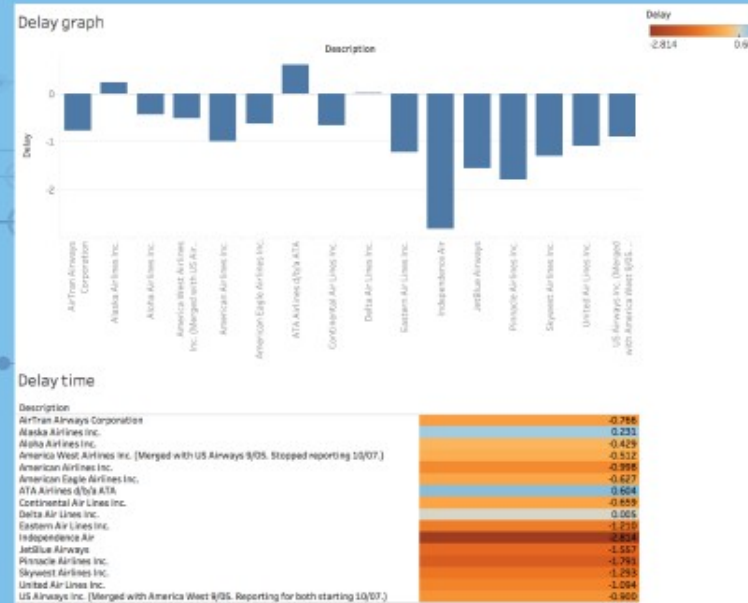 Delay graph
Delay
-2.814
Description
0
-1
-2
Delay
AirTran Airways
Corporation
Alaska Airlines Inc.
Aloha Airlines Inc.
America West Airlines
Inc. (Merged with US Air..
American Airlines Inc.
American Eagle Airlines Inc.
ATA Airlines d/b/a ATA
Continental Air Lines Inc.
Delta Air Lines Inc.
Eastern Air Lines Inc.
Independence Air
JetBlue Airways
Pinnacle Airlines Inc.
Skywest Airlines Inc.
United Air Lines Inc.
US Airways Inc. (Merged
with America West 9/05. ..
Delay time
Description
AirTran Airways Corporation -0.766
Alaska Airlines Inc. 0.231
Aloha Airlines Inc. -0.429
America West Airlines Inc. (Merged with US Airways 9/05. Stopped reporting 10/07.) -0.512
American Airlines Inc. -0.998
American Eagle Airlines Inc. -0.627
ATA Airlines d/b/a ATA 0.604
Continental Air Lines Inc. -0.659
Delta Air Lines Inc. 0.005
Eastern Air Lines Inc. -1.210
Independence Air -2.814
JetBlue Airways -1.557
Pinnacle Airlines Inc. -1.791
Skywest Airlines Inc. -1.293
United Air Lines Inc. -1.094
US Airways Inc. (Merged with America West 9/05. Reporting for both starting 10/07.) -0.900